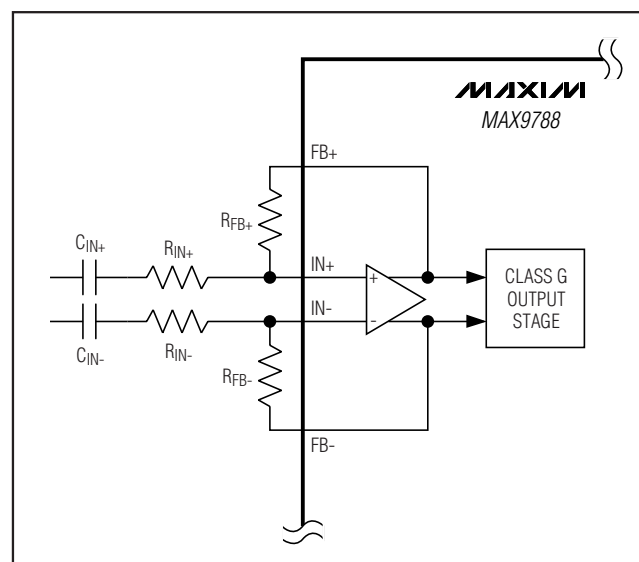 MAXIM
MAX9788
FB+
RFB+
CIN+
RIN+
IN+
+
CLASS G
OUTPUT
STAGE
IN-
-
CIN-
RIN-
RFB-
FB-